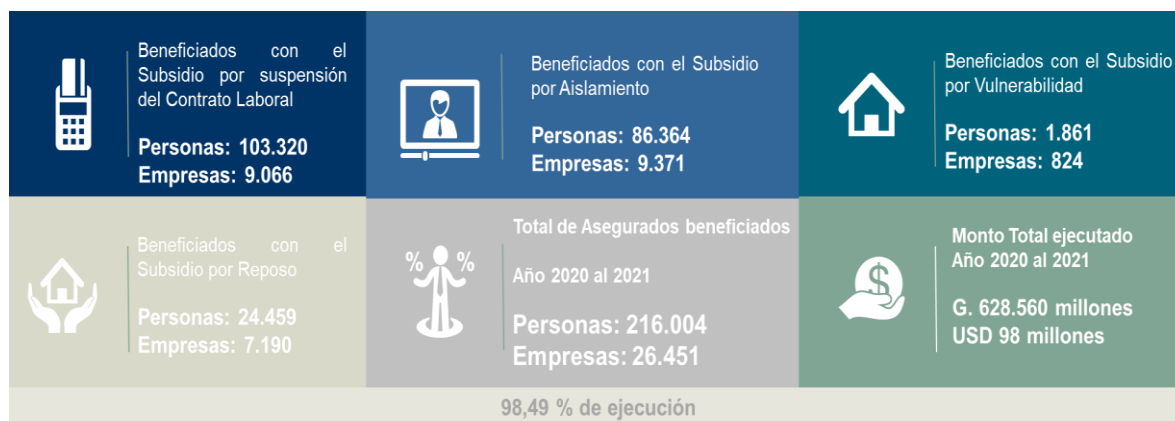 Beneficiados con el
Subsidio por suspensión
del Contrato Laboral
Personas: 103.320
Empresas: 9.066
Beneficiados con el Subsidio
por Aislamiento
Personas: 86.364
Empresas: 9.371
Beneficiados con el Subsidio
por Vulnerabilidad
Personas: 1.861
Empresas: 824
Beneficiados con el
Subsidio por Reposo
Personas: 24.459
Empresas: 7.190
% %
Total de Asegurados beneficiados
Año 2020 al 2021
Personas: 216.004
Empresas: 26.451
$
Monto Total ejecutado
Año 2020 al 2021
G. 628.560 millones
USD 98 millones
98,49 % de ejecución